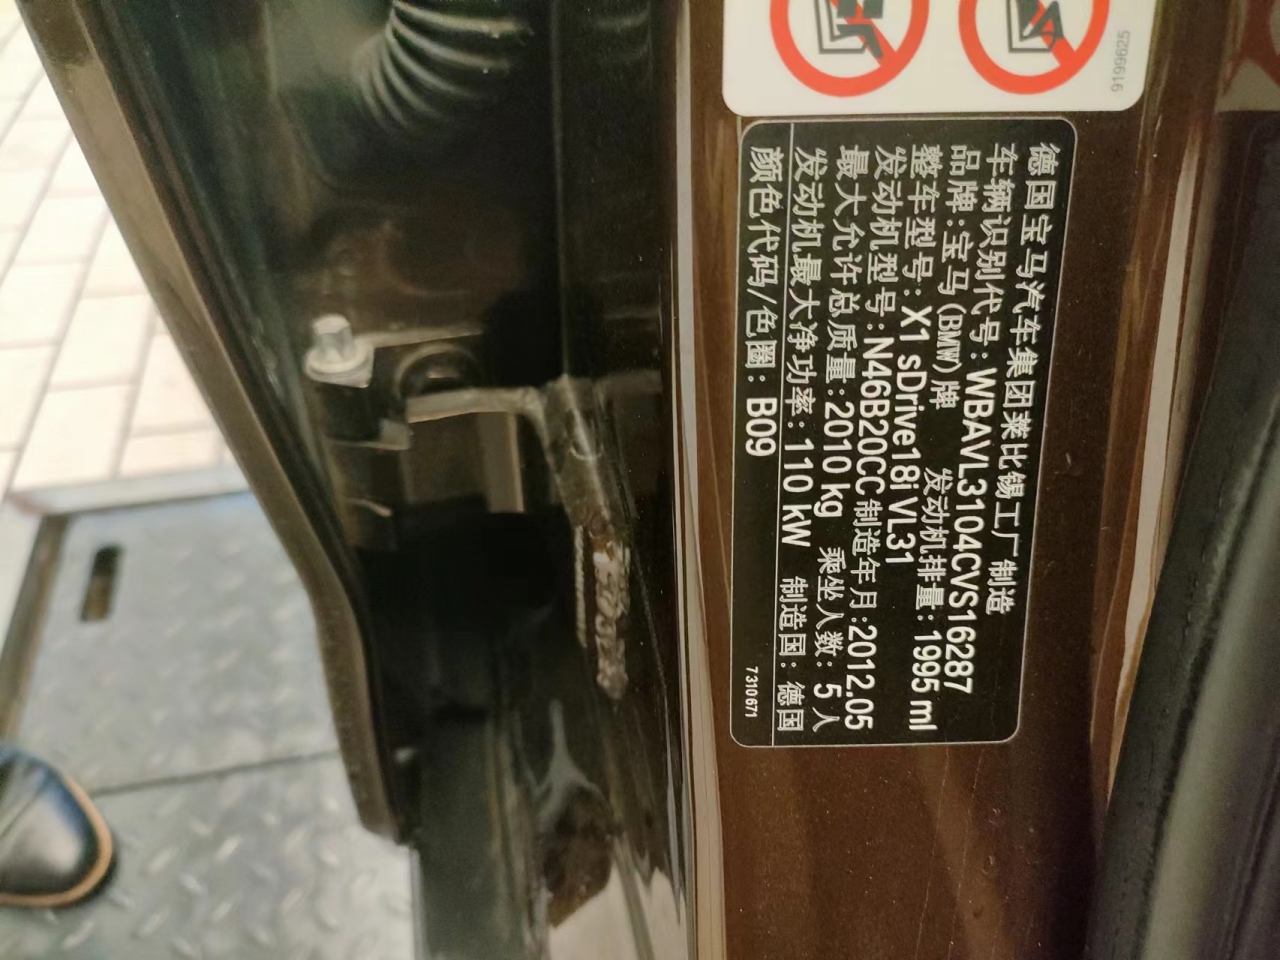 9199625
德国宝马汽车集团莱比锡工厂制造
车辆识别代号:WBAVL3104CVS16287
品牌:宝马(BMW)牌 发动机排量:1995 ml
整车型号:X1 sDrive18i VL31
发动机型号:N46B20CC 制造年月:2012.05
最大允许总质量:2010 kg 乘坐人数: 5 人
发动机最大净功率:110 kW 制造国: 德国
颜色代码/色圈: B09
7310671